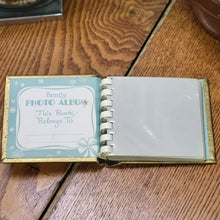 Family
PHOTO ALBUM
This Book
Belongs To